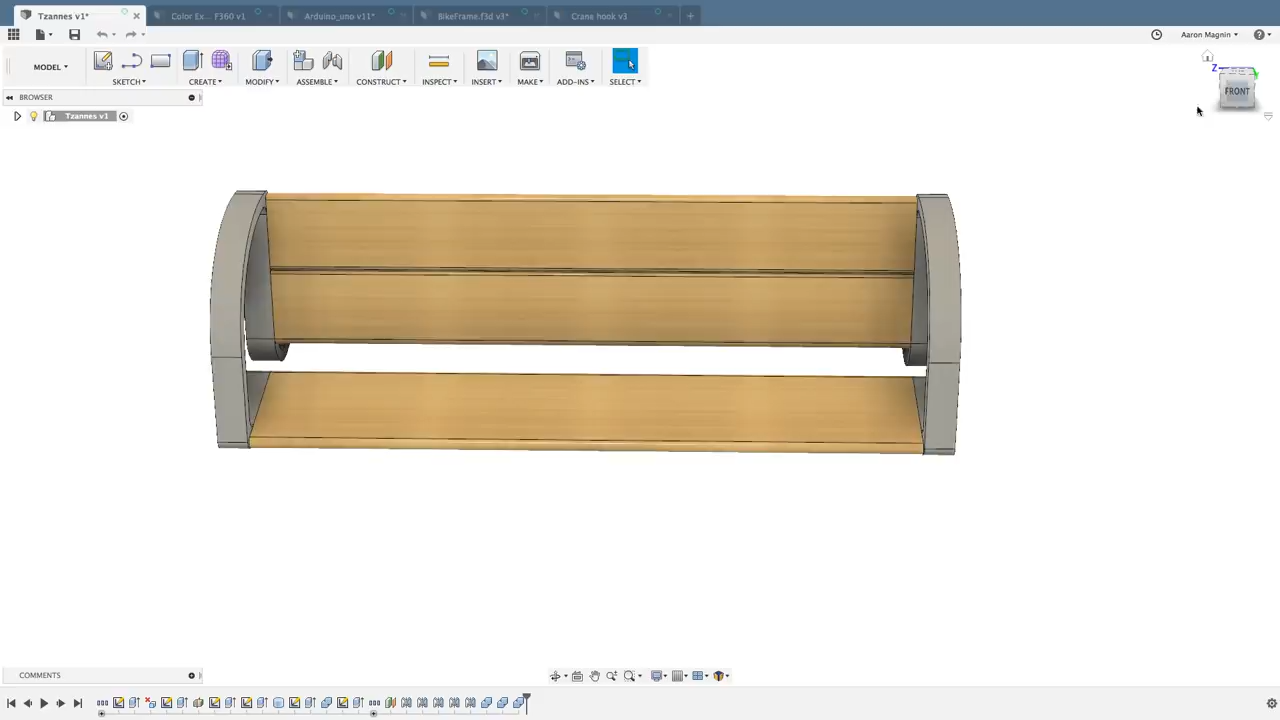 Tzannes v1*
Color Ex... F360 v1
Arduino_uno v11*
BikeFrame.f3d v3*
Crane hook v3
Aaron Magnin
MODEL
SKETCH
CREATE
MODIFY
ASSEMBLE
CONSTRUCT
INSPECT
INSERT
MAKE
ADD-INS
SELECT
Z
FRONT
BROWSER
Tzannes v1
COMMENTS